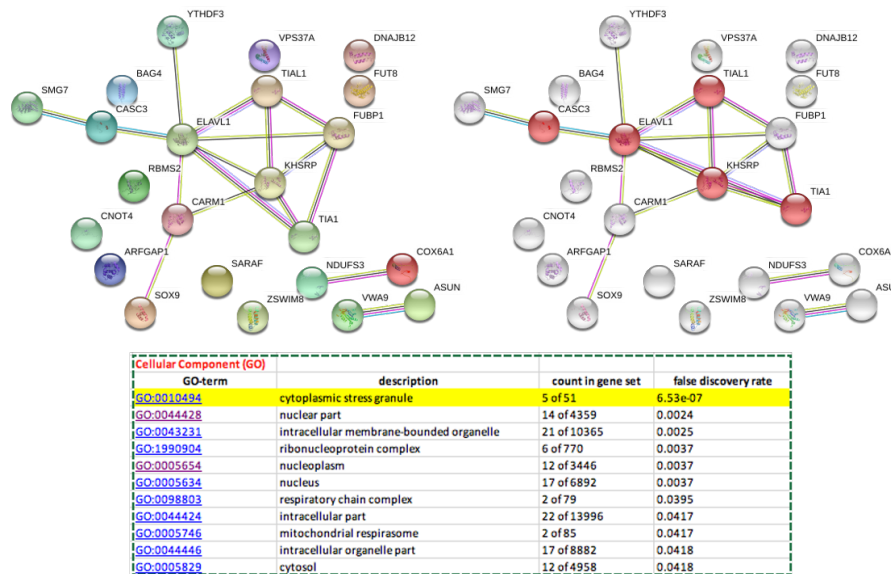 YTHDF3
VPS37A
DNAJB12
BAG4
TIAL1
FUT8
SMG7
CASC3
ELAVL1
FUBP1
RBMS2
KHSRP
CARM1
CNOT4
TIA1
ARFGAP1
SARAF
NDUFS3
COX6A1
ASUN
SOX9
ZSWIM8
VWA9
YTHDF3
VPS37A
DNAJB12
BAG4
TIAL1
FUT8
SMG7
CASC3
ELAVL1
FUBP1
RBMS2
KHSRP
TIA1
CARM1
CNOT4
ARFGAP1
SARAF
NDUFS3
COX6A
ASU
SOX9
ZSWIM8
VWA9
Cellular Component (GO)
GO-term description count in gene set false discovery rate
GO:0010494 cytoplasmic stress granule 5 of 51 6.53e-07
GO:0044428 nuclear part 14 of 4359 0.0024
GO:0043231 intracellular membrane-bounded organelle 21 of 10365 0.0025
GO:1990904 ribonucleoprotein complex 6 of 770 0.0037
GO:0005654 nucleoplasm 12 of 3446 0.0037
GO:0005634 nucleus 17 of 6892 0.0037
GO:0098803 respiratory chain complex 2 of 79 0.0395
GO:0044424 intracellular part 22 of 13996 0.0417
GO:0005746 mitochondrial respirasome 2 of 85 0.0417
GO:0044446 intracellular organelle part 17 of 8882 0.0418
GO:0005829 cytosol 12 of 4958 0.0418